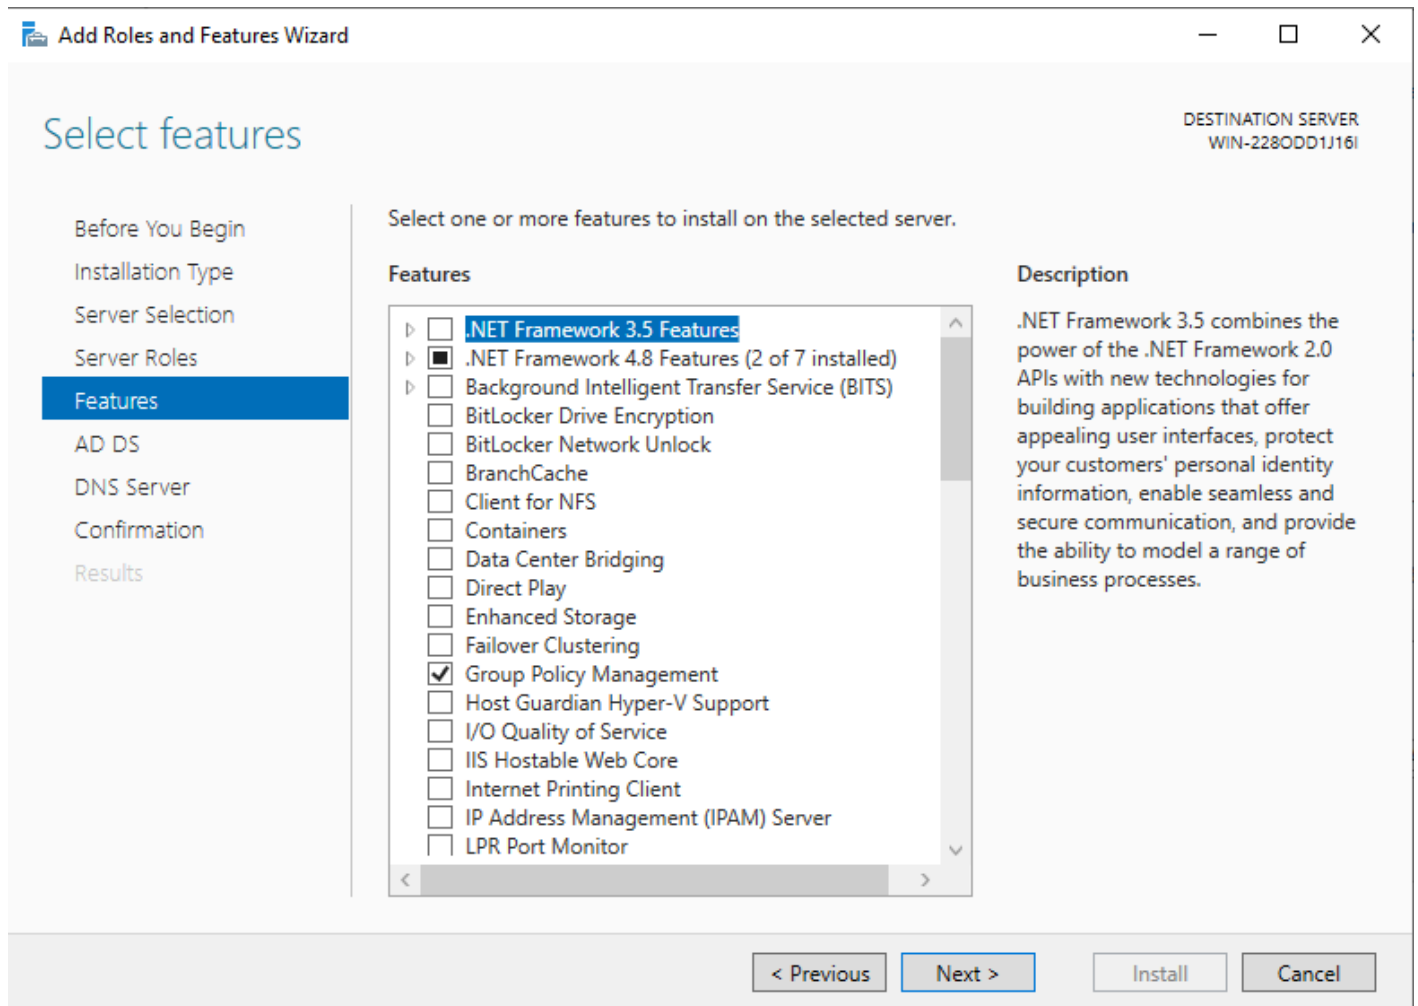 Add Roles and Features Wizard
Select features
DESTINATION SERVER
WIN-228ODD1J16I
Before You Begin
Installation Type
Server Selection
Server Roles
Features
AD DS
DNS Server
Confirmation
Results
Select one or more features to install on the selected server.
Features
.NET Framework 3.5 Features
.NET Framework 4.8 Features (2 of 7 installed)
Background Intelligent Transfer Service (BITS)
BitLocker Drive Encryption
BitLocker Network Unlock
BranchCache
Client for NFS
Containers
Data Center Bridging
Direct Play
Enhanced Storage
Failover Clustering
Group Policy Management
Host Guardian Hyper-V Support
I/O Quality of Service
IIS Hostable Web Core
Internet Printing Client
IP Address Management (IPAM) Server
LPR Port Monitor
Description
.NET Framework 3.5 combines the
power of the .NET Framework 2.0
APIs with new technologies for
building applications that offer
appealing user interfaces, protect
your customers' personal identity
information, enable seamless and
secure communication, and provide
the ability to model a range of
business processes.
< Previous
Next >
Install
Cancel